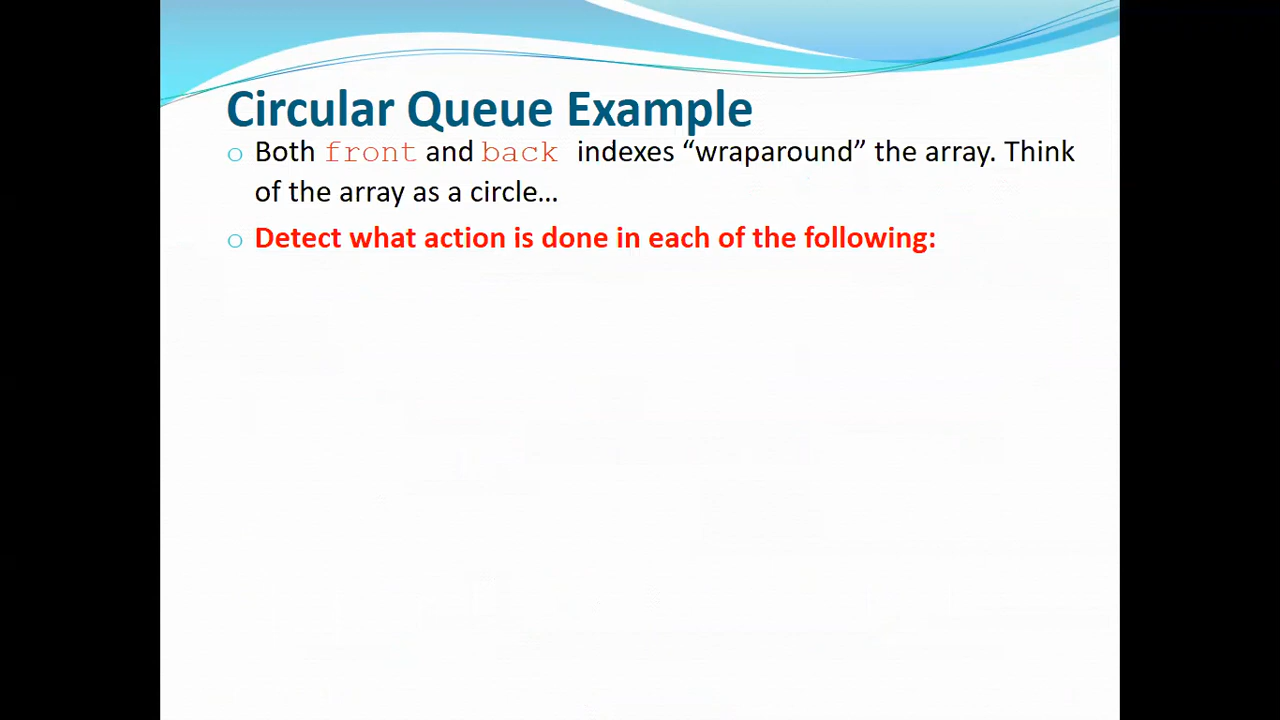 Circular Queue Example
o Both front and back indexes “wraparound” the array. Think
of the array as a circle…
o Detect what action is done in each of the following: